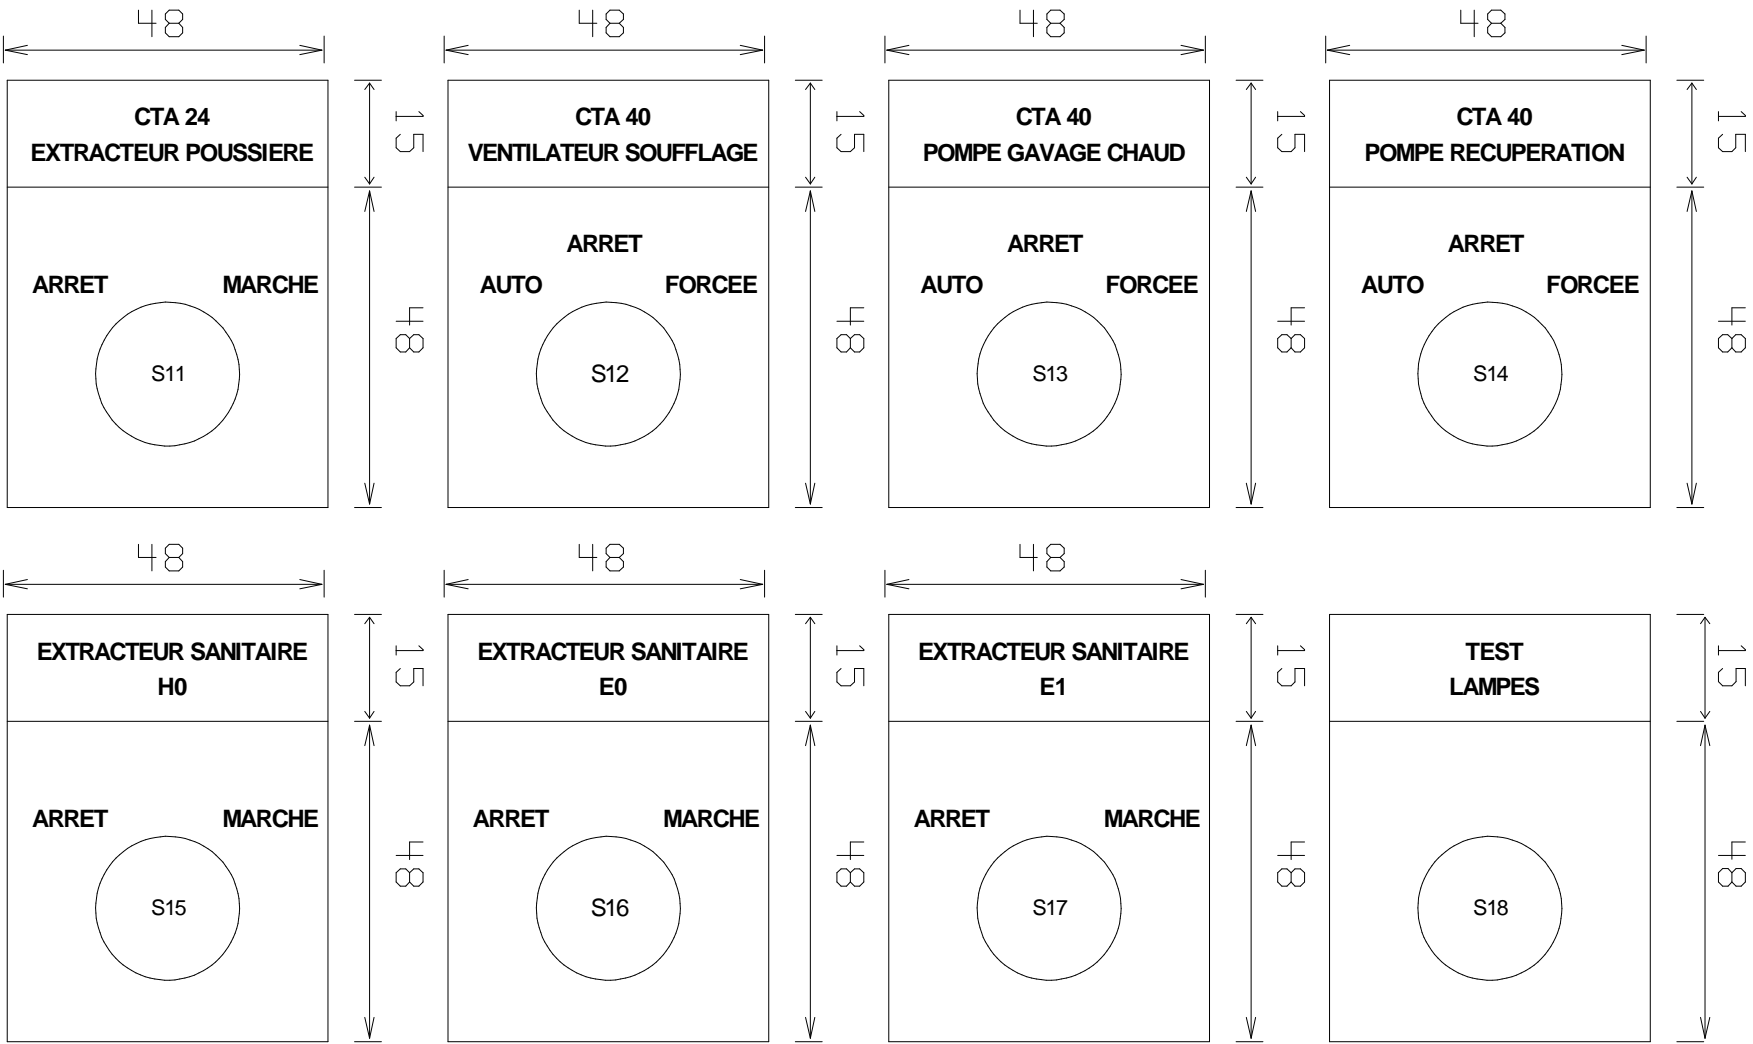 48
48
48
48
CTA 24
EXTRACTEUR POUSSIERE
15
ARRET MARCHE
48
S11
CTA 40
VENTILATEUR SOUFFLAGE
15
ARRET
AUTO FORCEE
48
S12
CTA 40
POMPE GAVAGE CHAUD
15
ARRET
AUTO FORCEE
48
S13
CTA 40
POMPE RECUPERATION
15
ARRET
AUTO FORCEE
48
S14
48
48
48
EXTRACTEUR SANITAIRE
H0
15
ARRET MARCHE
48
S15
EXTRACTEUR SANITAIRE
E0
15
ARRET MARCHE
48
S16
EXTRACTEUR SANITAIRE
E1
15
ARRET MARCHE
48
S17
TEST
LAMPES
15
48
S18